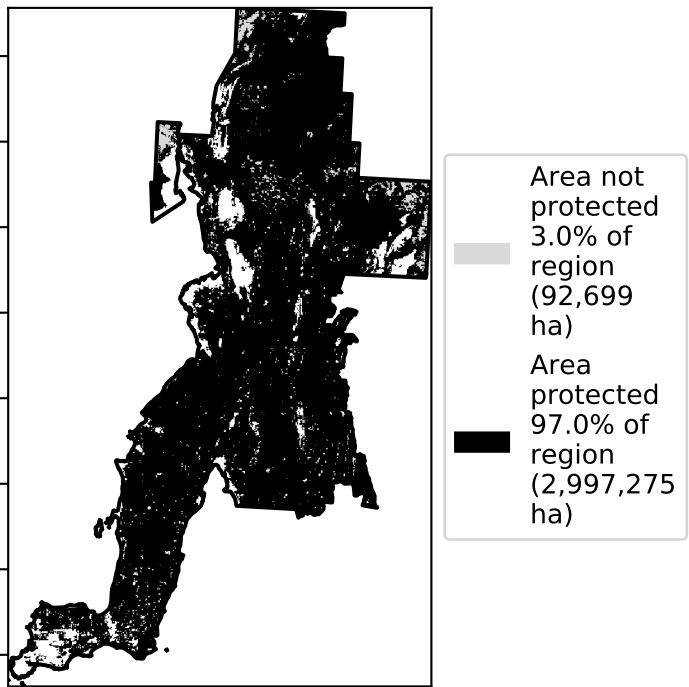 Area not
protected
3.0% of
region
(92,699
ha)
Area
protected
97.0% of
region
(2,997,275
ha)